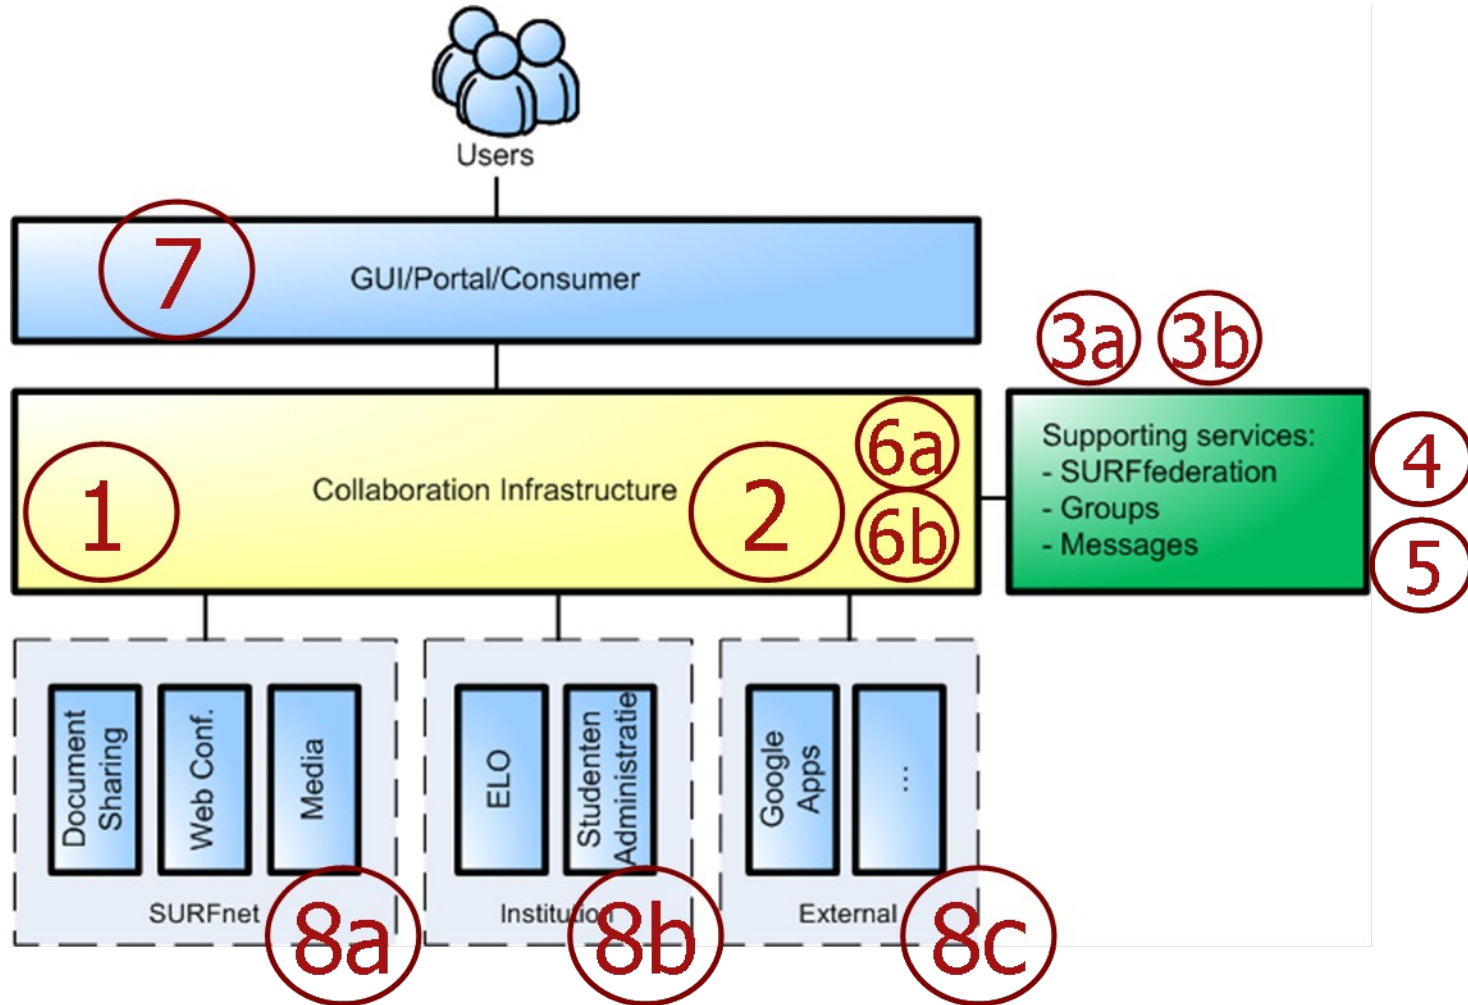 Users
7
GUI/Portal/Consumer
3a
3b
1
Collaboration Infrastructure
2
6a
6b
Supporting services:
- SURFfederation
- Groups
- Messages
4
5
Document
Sharing
Web Conf.
Media
SURFnet
8a
ELO
Studenten
Administratie
Institution
8b
Google
Apps
...
External
8c